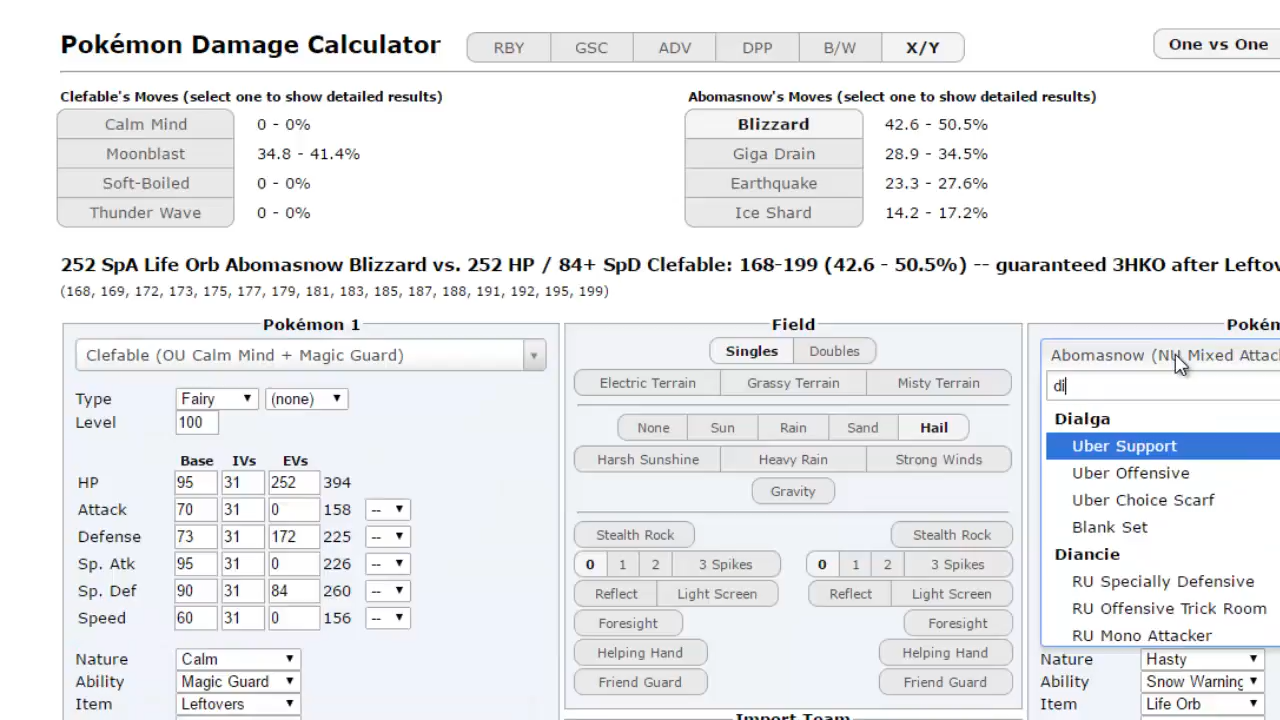 Pokémon Damage Calculator RBY GSC ADV DPP B/W X/Y One vs One
Clefable's Moves (select one to show detailed results)
Calm Mind 0 - 0%
Moonblast 34.8 - 41.4%
Soft-Boiled 0 - 0%
Thunder Wave 0 - 0%
Abomasnow's Moves (select one to show detailed results)
Blizzard 42.6 - 50.5%
Giga Drain 28.9 - 34.5%
Earthquake 23.3 - 27.6%
Ice Shard 14.2 - 17.2%
252 SpA Life Orb Abomasnow Blizzard vs. 252 HP / 84+ SpD Clefable: 168-199 (42.6 - 50.5%) -- guaranteed 3HKO after Leftov
(168, 169, 172, 173, 175, 177, 179, 181, 183, 185, 187, 188, 191, 192, 195, 199)
Pokémon 1
Clefable (OU Calm Mind + Magic Guard)
Type Fairy (none)
Level 100
Base IVs EVs
HP 95 31 252 394
Attack 70 31 0 158 --
Defense 73 31 172 225 --
Sp. Atk 95 31 0 226 --
Sp. Def 90 31 84 260 --
Speed 60 31 0 156 --
Nature Calm
Ability Magic Guard
Item Leftovers
Field
Singles Doubles
Electric Terrain Grassy Terrain Misty Terrain
None Sun Rain Sand Hail
Harsh Sunshine Heavy Rain Strong Winds
Gravity
Stealth Rock Stealth Rock
0 1 2 3 Spikes 0 1 2 3 Spikes
Reflect Light Screen Reflect Light Screen
Foresight Foresight
Helping Hand Helping Hand
Friend Guard Friend Guard
Import Team
Pokém
Abomasnow (NU Mixed Attac
di
Dialga
Uber Support
Uber Offensive
Uber Choice Scarf
Blank Set
Diancie
RU Specially Defensive
RU Offensive Trick Room
RU Mono Attacker
Nature Hasty
Ability Snow Warning
Item Life Orb